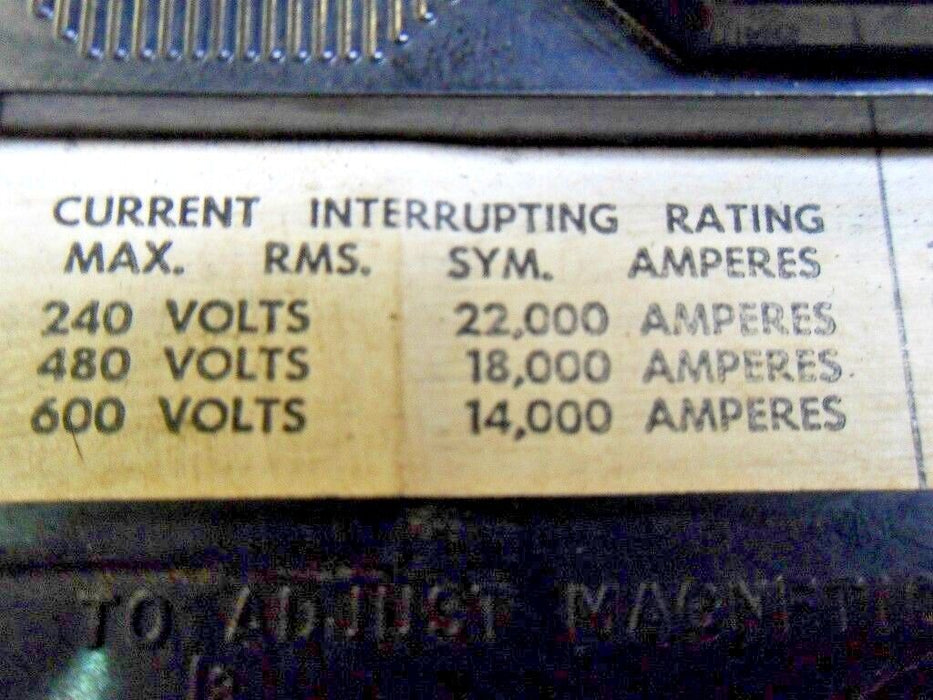 CURRENT INTERRUPTING RATING
MAX. RMS. SYM. AMPERES
240 VOLTS 22,000 AMPERES
480 VOLTS 18,000 AMPERES
600 VOLTS 14,000 AMPERES
TO ADJUST